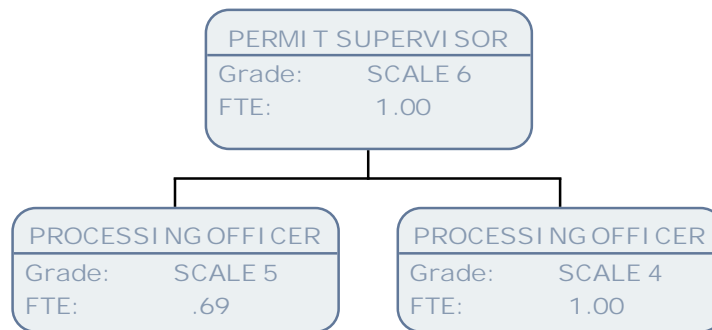 PERMIT SUPERVISOR
Grade: SCALE 6
FTE: 1.00
PROCESSING OFFICER
Grade: SCALE 5
FTE: .69
PROCESSING OFFICER
Grade: SCALE 4
FTE: 1.00